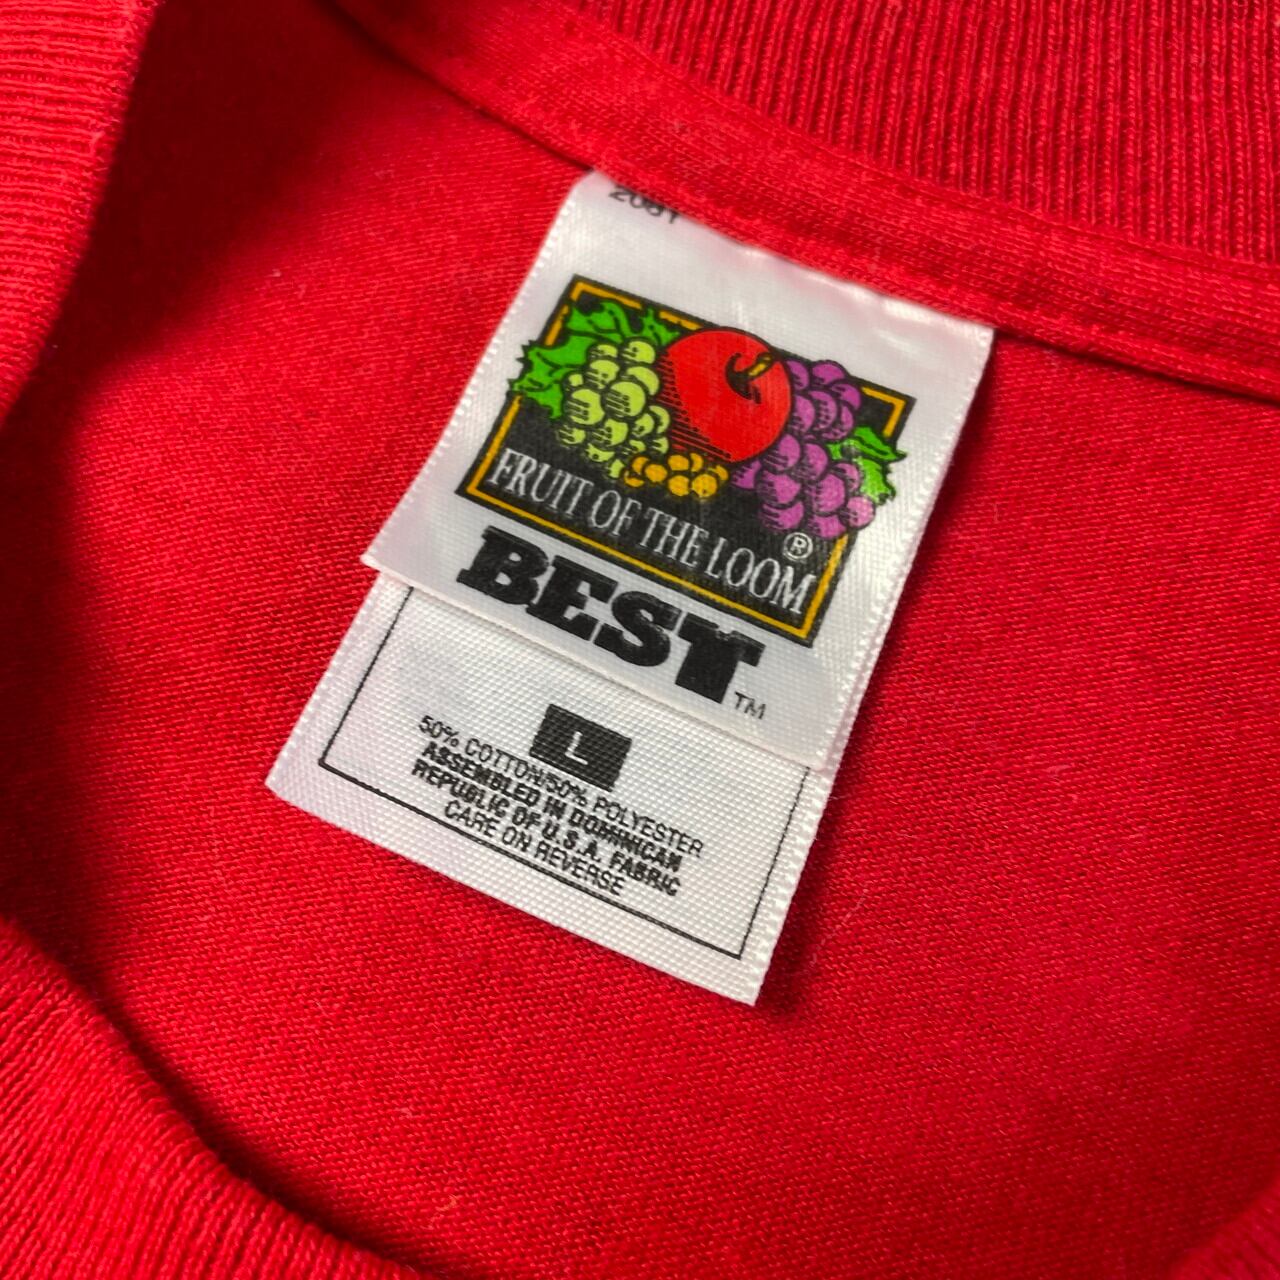 FRUIT OF THE LOOM
®
BEST™
L
50% COTTON/50% POLYESTER
ASSEMBLED IN DOMINICAN
REPUBLIC OF U.S.A. FABRIC
CARE ON REVERSE